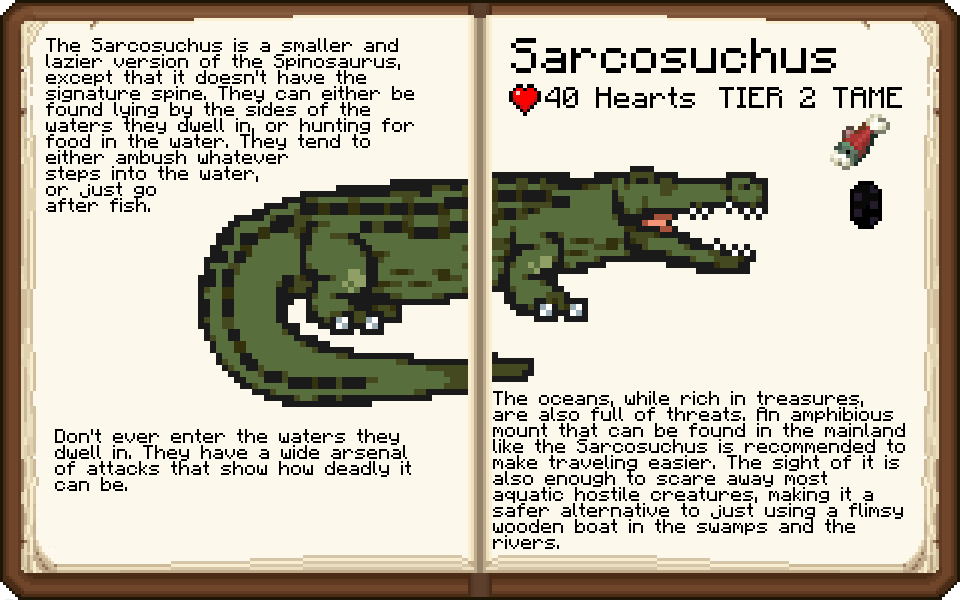 The Sarcosuchus is a smaller and
lazier version of the Spinosaurus,
except that it doesn't have the
signature spine. They can either be
found lying by the sides of the
waters they dwell in, or hunting for
food in the water. They tend to
either ambush whatever
steps into the water,
or just go
after fish.
Don't ever enter the waters they
dwell in. They have a wide arsenal
of attacks that show how deadly it
can be.
Sarcosuchus
40 Hearts TIER 2 TAME
The oceans, while rich in treasures,
are also full of threats. An amphibious
mount that can be found in the mainland
like the Sarcosuchus is recommended to
make traveling easier. The sight of it is
also enough to scare away most
aquatic hostile creatures, making it a
safer alternative to just using a flimsy
wooden boat in the swamps and the
rivers.